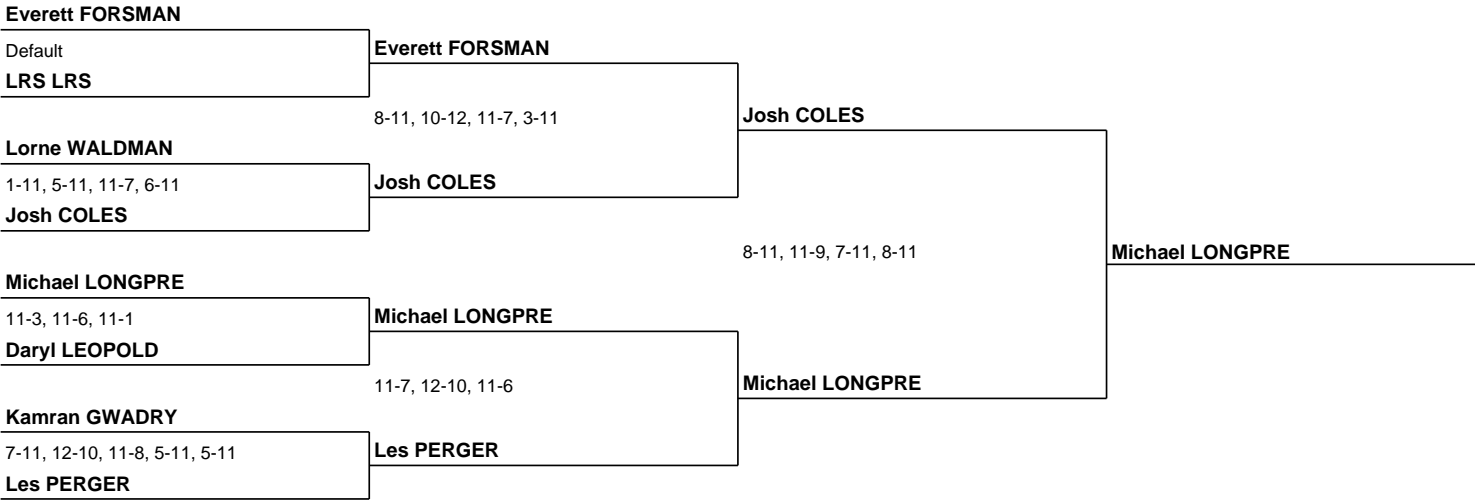 Everett FORSMAN
Default
Everett FORSMAN
LRS LRS
8-11, 10-12, 11-7, 3-11
Josh COLES
Lorne WALDMAN
1-11, 5-11, 11-7, 6-11
Josh COLES
Josh COLES
8-11, 11-9, 7-11, 8-11
Michael LONGPRE
Michael LONGPRE
11-3, 11-6, 11-1
Michael LONGPRE
Daryl LEOPOLD
11-7, 12-10, 11-6
Michael LONGPRE
Kamran GWADRY
7-11, 12-10, 11-8, 5-11, 5-11
Les PERGER
Les PERGER